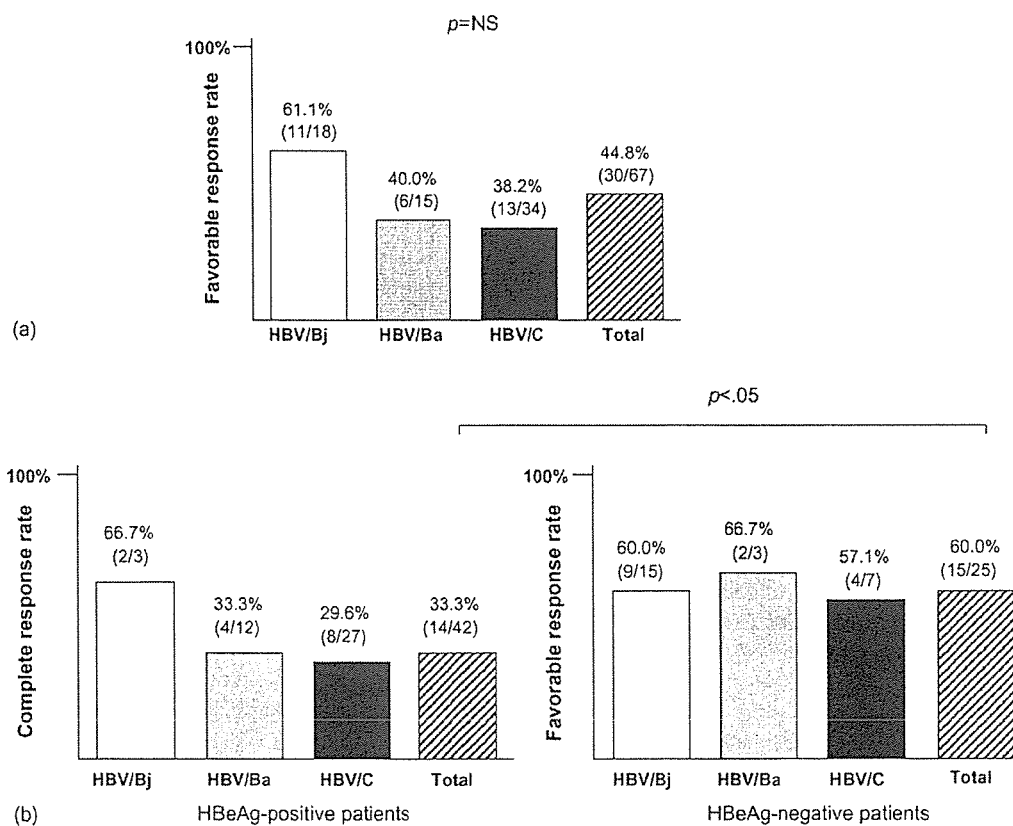 p=NS
100%
Favorable response rate
61.1%
(11/18)
40.0%
(6/15)
38.2%
(13/34)
44.8%
(30/67)
HBV/Bj HBV/Ba HBV/C Total
(a)
p<.05
100%
Complete response rate
66.7%
(2/3)
33.3%
(4/12)
29.6%
(8/27)
33.3%
(14/42)
HBV/Bj HBV/Ba HBV/C Total
HBeAg-positive patients
100%
Favorable response rate
60.0%
(9/15)
66.7%
(2/3)
57.1%
(4/7)
60.0%
(15/25)
HBV/Bj HBV/Ba HBV/C Total
HBeAg-negative patients
(b)